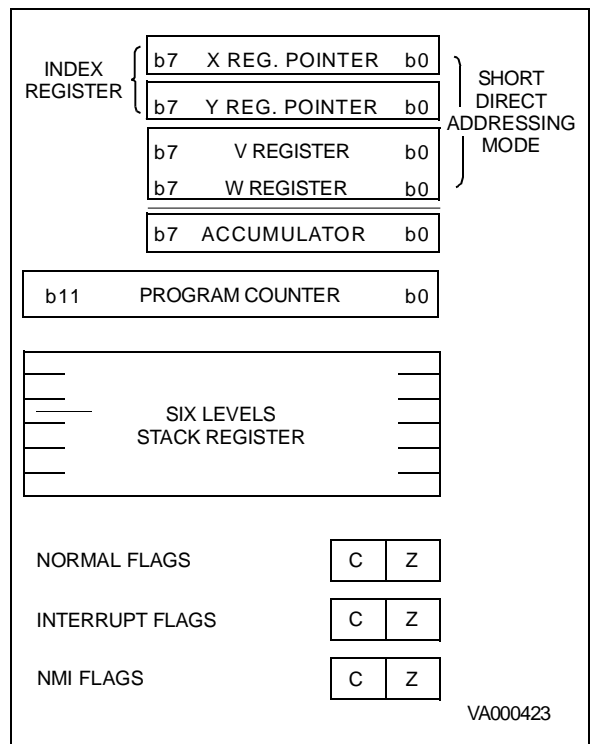 INDEX
REGISTER
b7 X REG. POINTER b0
b7 Y REG. POINTER b0
b7 V REGISTER b0
b7 W REGISTER b0
SHORT
DIRECT
ADDRESSING
MODE
b7 ACCUMULATOR b0
b11 PROGRAM COUNTER b0
SIX LEVELS
STACK REGISTER
NORMAL FLAGS C Z
INTERRUPT FLAGS C Z
NMI FLAGS C Z
VA000423